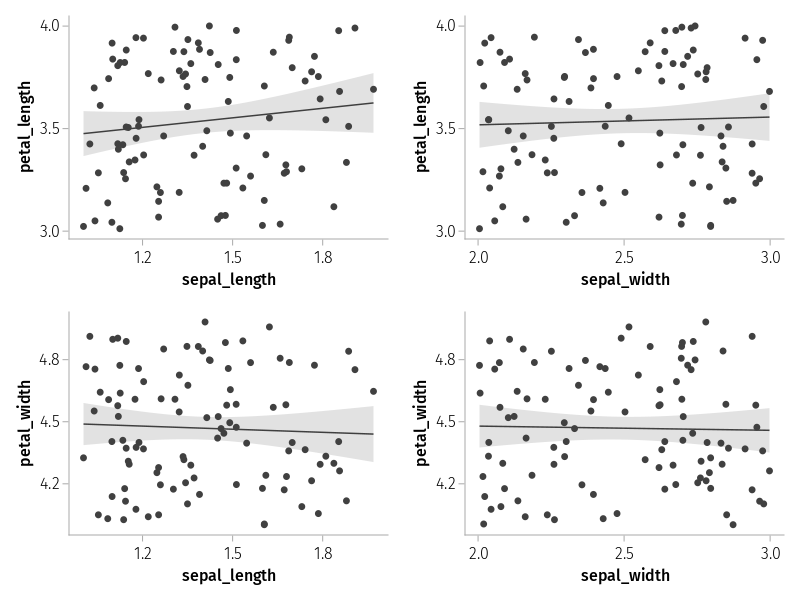 4.0
3.5
3.0
petal_length
1.2 1.5 1.8
sepal_length
4.0
3.5
3.0
petal_length
2.0 2.5 3.0
sepal_width
4.8
4.5
4.2
petal_width
1.2 1.5 1.8
sepal_length
4.8
4.5
4.2
petal_width
2.0 2.5 3.0
sepal_width